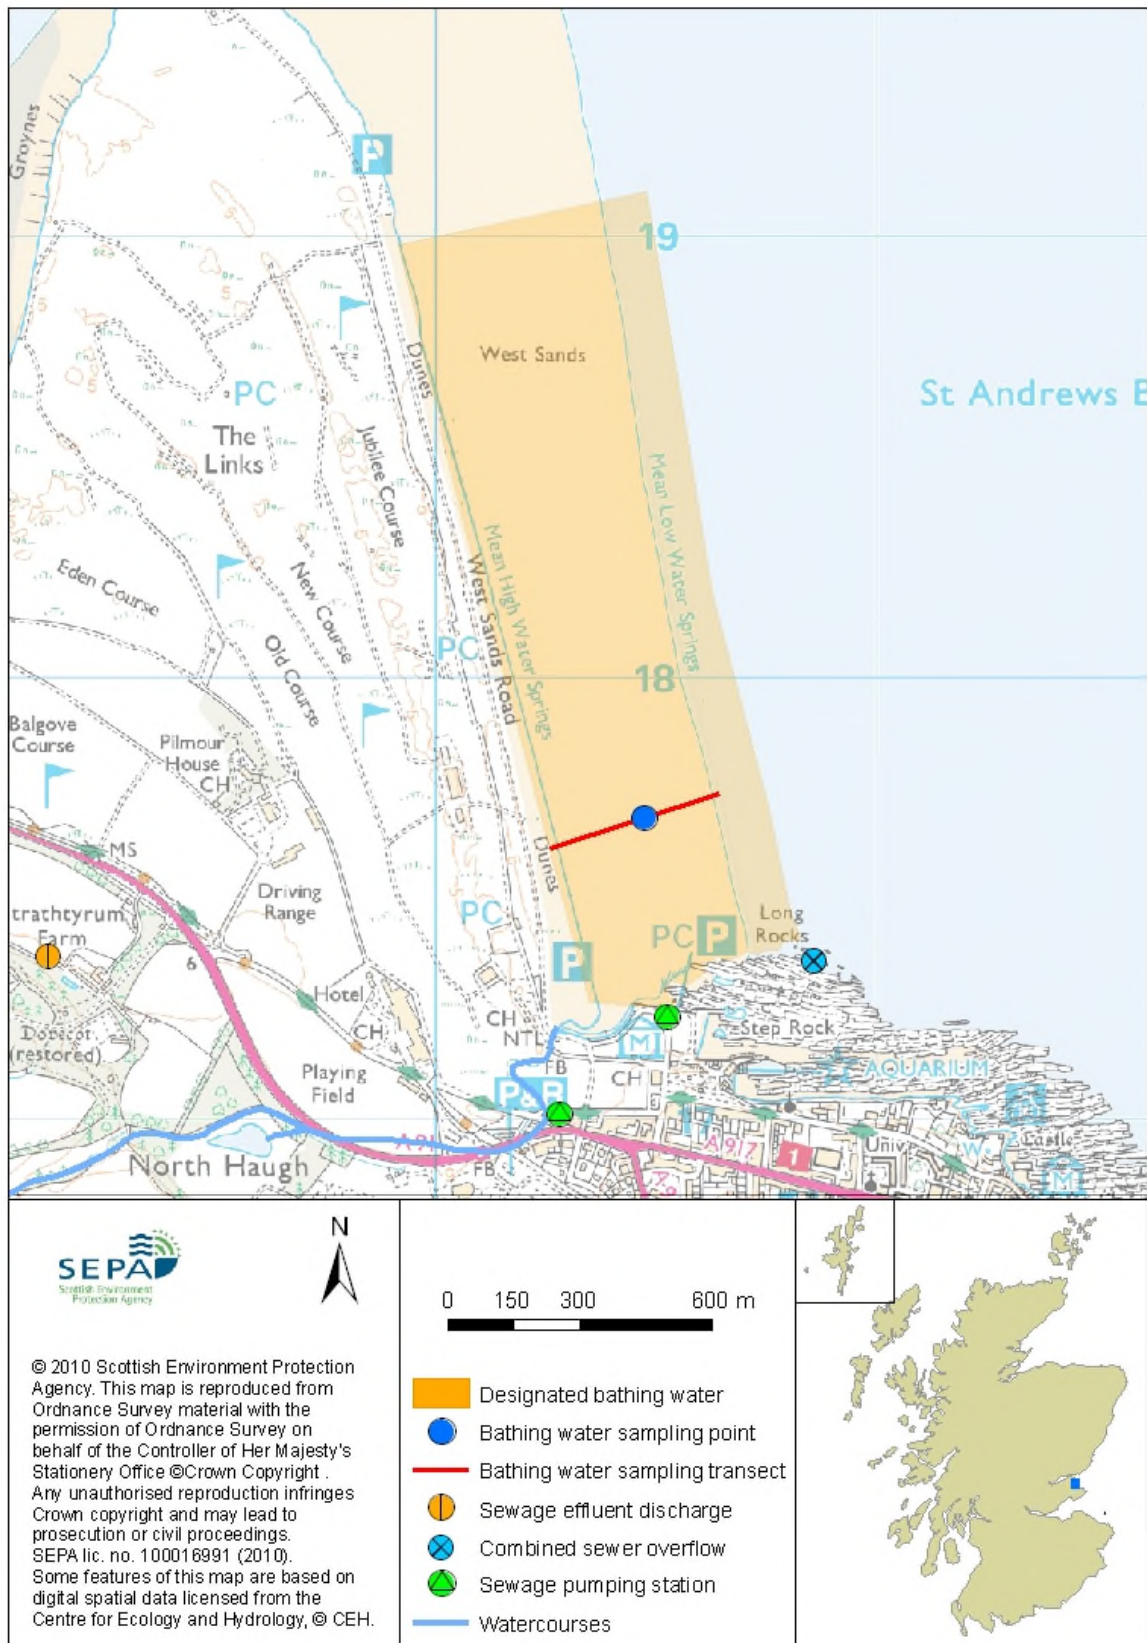 Groynes
P
19
West Sands
St Andrews B
Dunes
PC
The
Links
Jubilee Course
Mean Low Water Springs
Mean High Water Springs
West Sands Road
Eden Course
New Course
Old Course
PC
18
Balgove
Course
Pilmour
House
CH
MS
Dunes
Driving
Range
trathtyrum
Farm
PC
PC P
Long
Rocks
6
P
Hotel
CH
CH
NTL
Step Rock
Dovecot
(restored)
M
FB
Playing
Field
CH
AQUARIUM
P&R
A 91
A 917
1
Univ
Castle
W
North Haugh
FB
M
SEPA
Scottish Environment
Protection Agency
N
0 150 300 600 m
© 2010 Scottish Environment Protection
Agency. This map is reproduced from
Ordnance Survey material with the
permission of Ordnance Survey on
behalf of the Controller of Her Majesty's
Stationery Office ©Crown Copyright .
Any unauthorised reproduction infringes
Crown copyright and may lead to
prosecution or civil proceedings.
SEPA lic. no. 100016991 (2010).
Some features of this map are based on
digital spatial data licensed from the
Centre for Ecology and Hydrology, © CEH.
Designated bathing water
Bathing water sampling point
Bathing water sampling transect
Sewage effluent discharge
Combined sewer overflow
Sewage pumping station
Watercourses